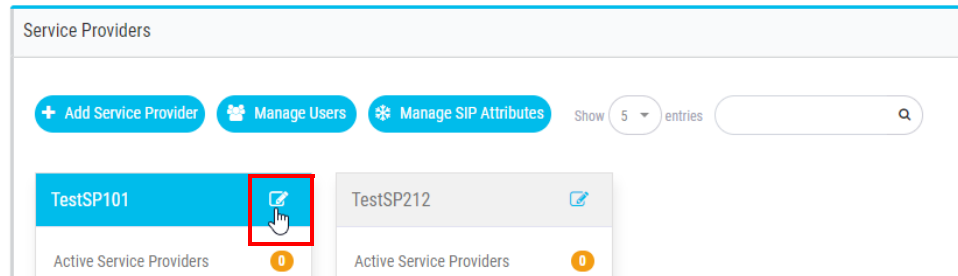 Service Providers
Add Service Provider Manage Users Manage SIP Attributes Show 5 entries
TestSP101 TestSP212
Active Service Providers 0 Active Service Providers 0